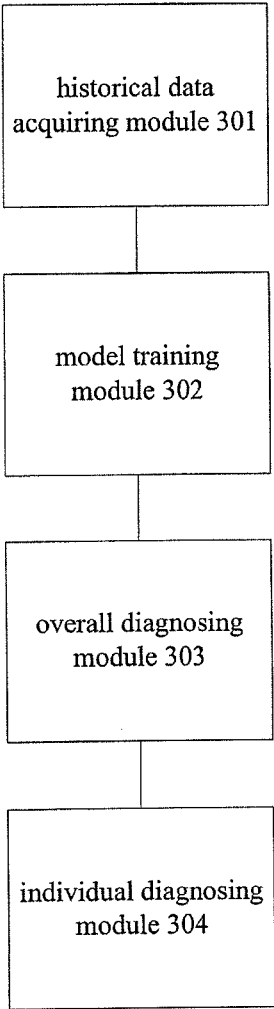 historical data
acquiring module 301
model training
module 302
overall diagnosing
module 303
individual diagnosing
module 304